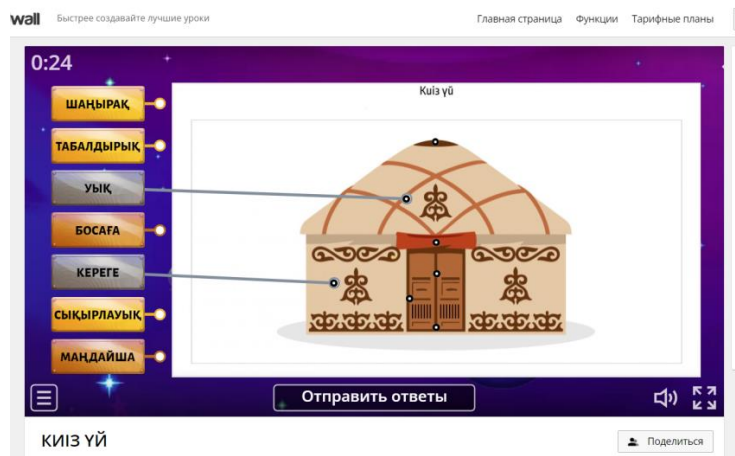 wall
Быстрее создавайте лучшие уроки
Главная страница Функции Тарифные планы
0:24
Киіз үй
ШАҢЫРАҚ
ТАБАЛДЫРЫҚ
УЫҚ
БОСАҒА
КЕРЕГЕ
СЫҚЫРЛАУЫҚ
МАҢДАЙША
Отправить ответы
КИІЗ ҮЙ
Поделиться